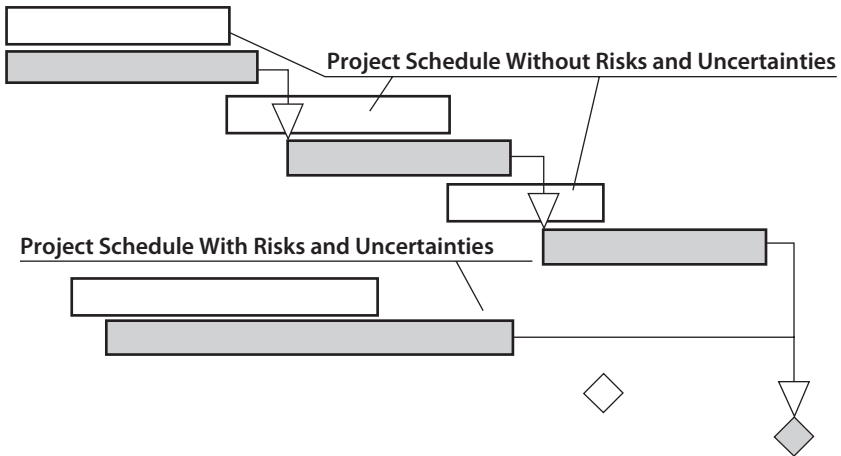 Project Schedule Without Risks and Uncertainties
Project Schedule With Risks and Uncertainties